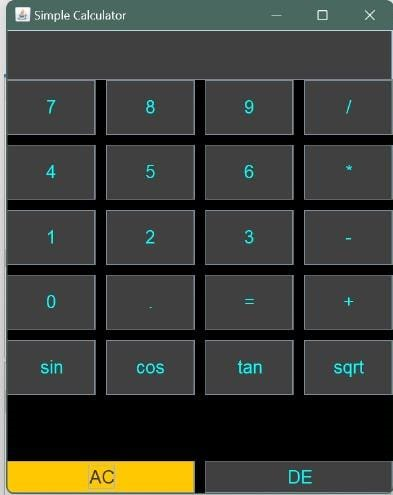 Simple Calculator
7 8 9 /
4 5 6 *
1 2 3 -
0 . = +
sin cos tan sqrt
AC DE